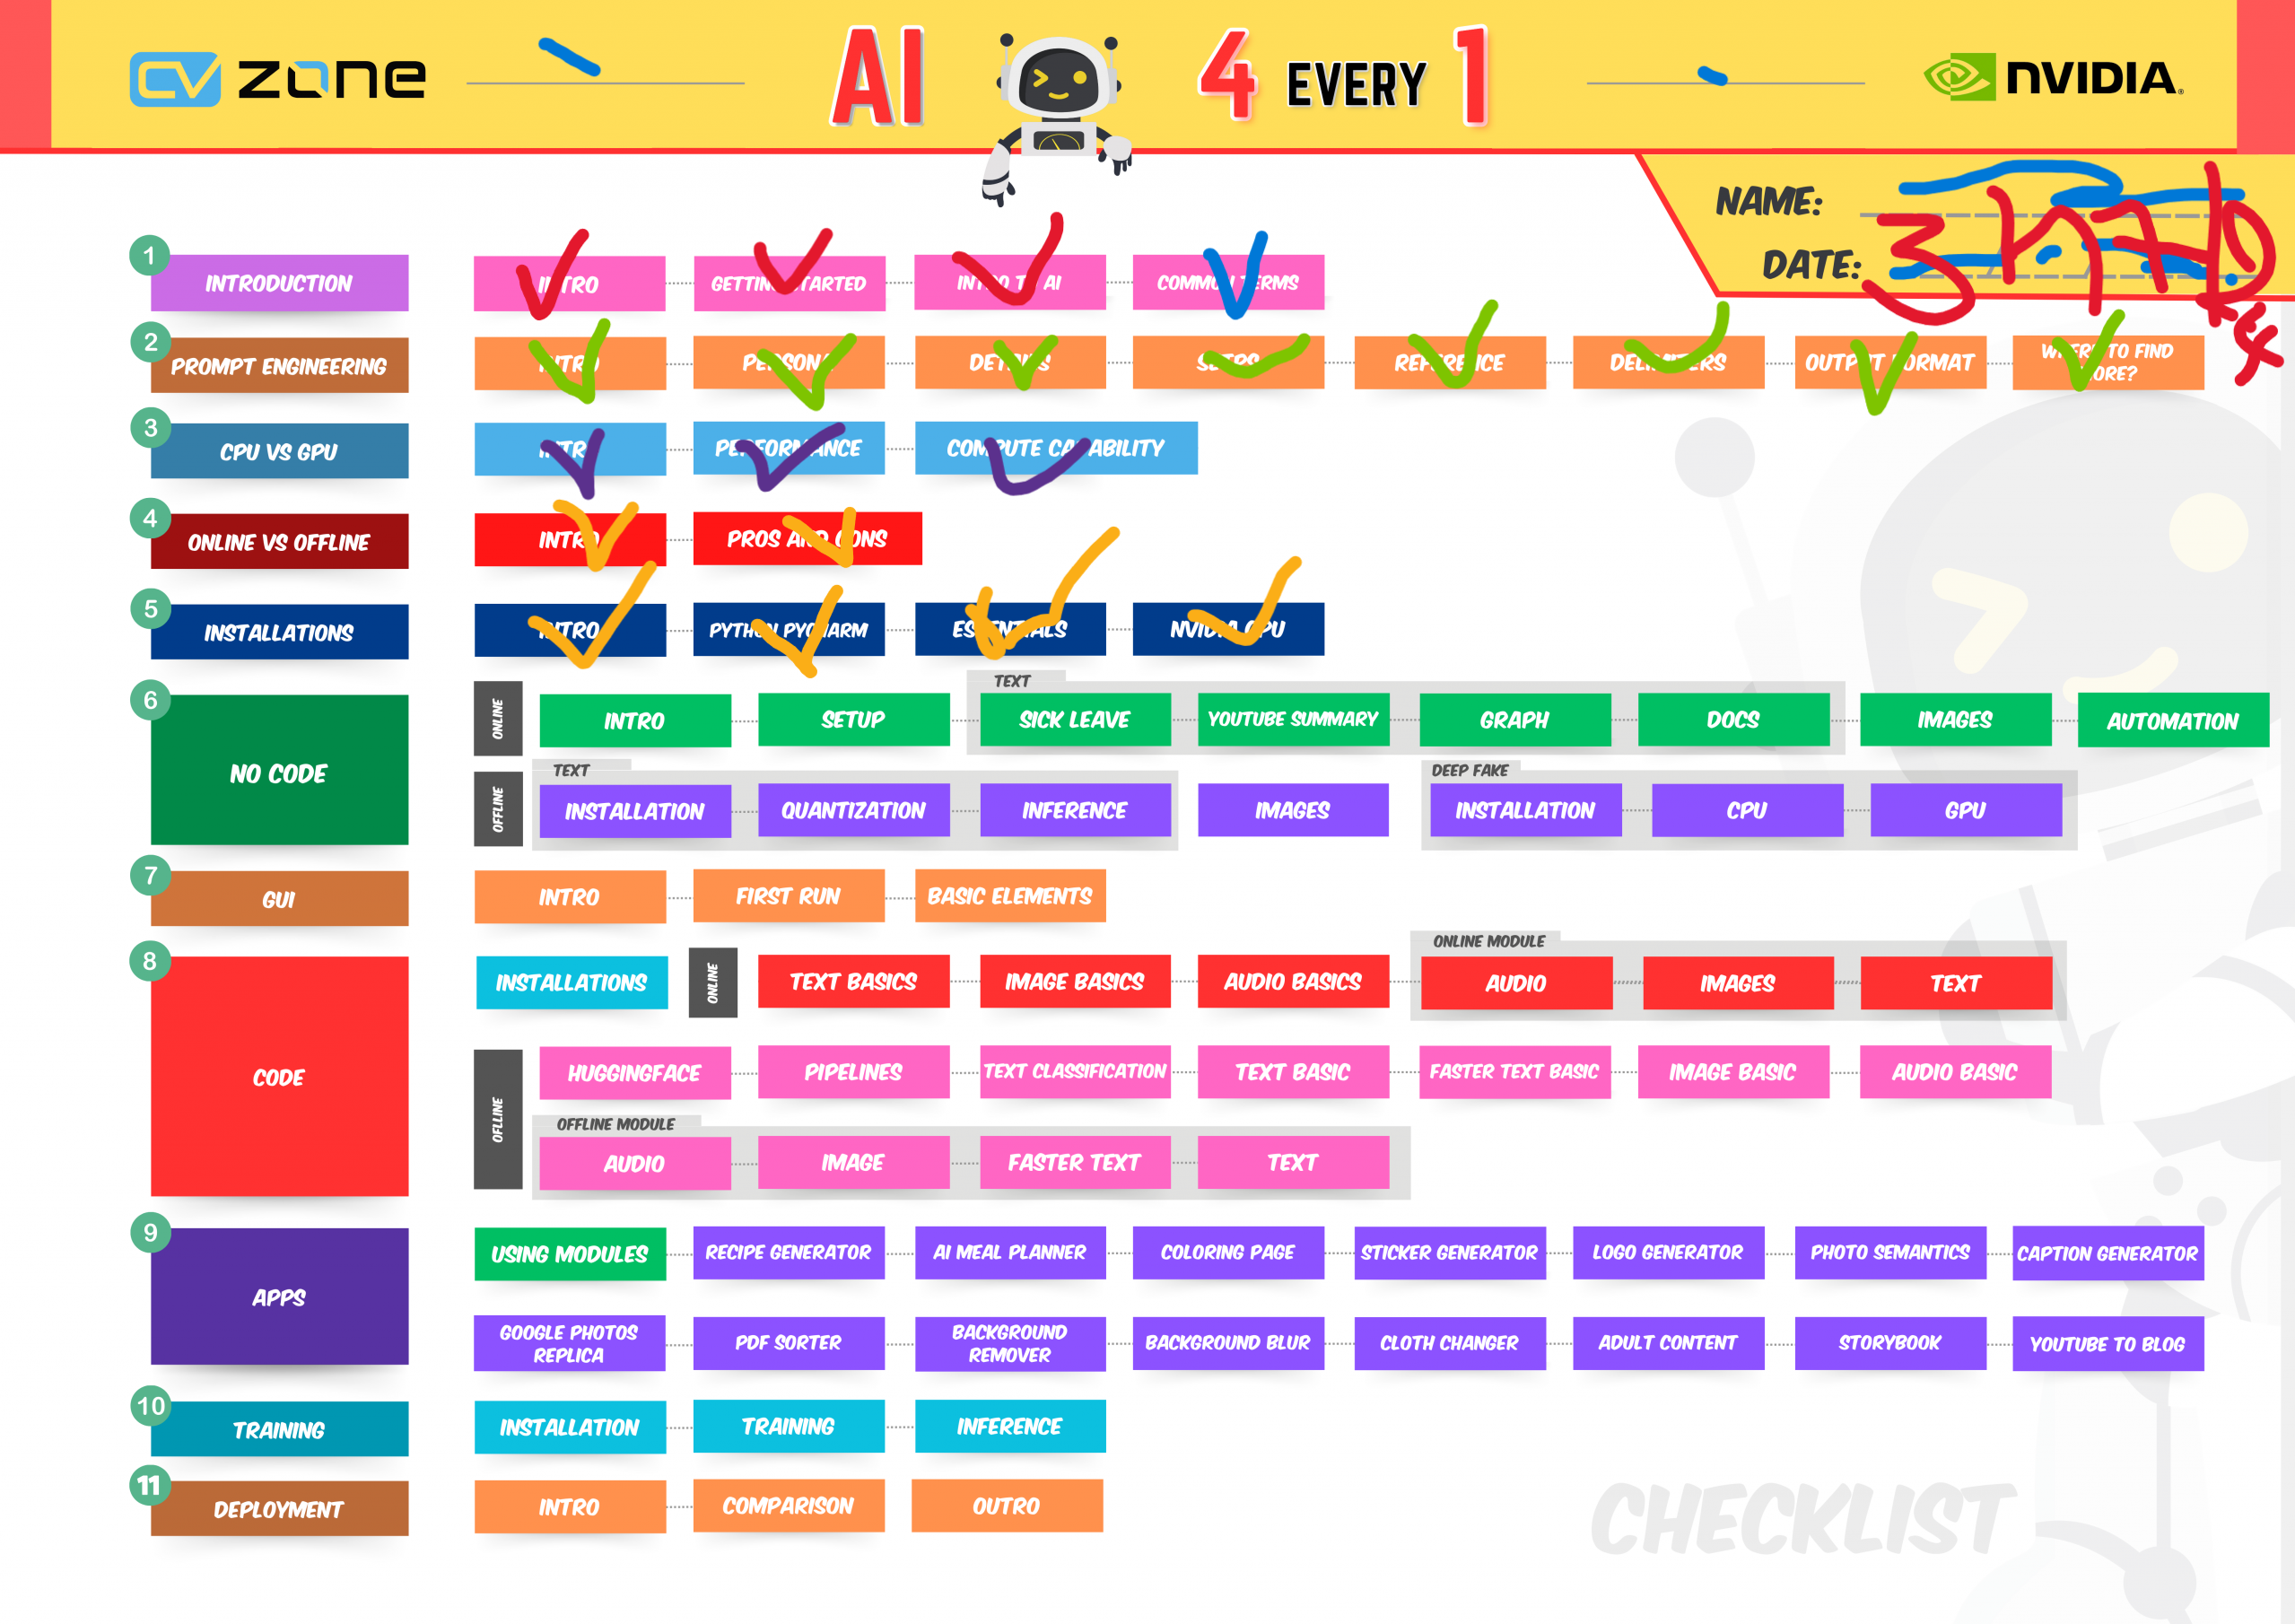 CV ZONE AI 4 EVERY 1 NVIDIA
NAME:
DATE:
1 INTRODUCTION INTRO GETTING STARTED INTRO TO AI COMMON TERMS
2 PROMPT ENGINEERING INTRO PERSONA DETAILS STEPS REFERENCE DELIMITERS OUTPUT FORMAT WHERE TO FIND MORE?
3 CPU VS GPU INTRO PERFORMANCE COMPUTE CAPABILITY
4 ONLINE VS OFFLINE INTRO PROS AND CONS
5 INSTALLATIONS INTRO PYTHON PYCHARM ESSENTIALS NVIDIA GPU
6 NO CODE
TEXT
ONLINE INTRO SETUP SICK LEAVE YOUTUBE SUMMARY GRAPH DOCS IMAGES AUTOMATION
TEXT DEEP FAKE
OFFLINE INSTALLATION QUANTIZATION INFERENCE IMAGES INSTALLATION CPU GPU
7 GUI INTRO FIRST RUN BASIC ELEMENTS
8 CODE
ONLINE MODULE
INSTALLATIONS ONLINE TEXT BASICS IMAGE BASICS AUDIO BASICS AUDIO IMAGES TEXT
OFLLINE HUGGINGFACE PIPELINES TEXT CLASSIFICATION TEXT BASIC FASTER TEXT BASIC IMAGE BASIC AUDIO BASIC
OFFLINE MODULE
AUDIO IMAGE FASTER TEXT TEXT
9 APPS
USING MODULES RECIPE GENERATOR AI MEAL PLANNER COLORING PAGE STICKER GENERATOR LOGO GENERATOR PHOTO SEMANTICS CAPTION GENERATOR
GOOGLE PHOTOS REPLICA PDF SORTER BACKGROUND REMOVER BACKGROUND BLUR CLOTH CHANGER ADULT CONTENT STORYBOOK YOUTUBE TO BLOG
10 TRAINING INSTALLATION TRAINING INFERENCE
11 DEPLOYMENT INTRO COMPARISON OUTRO
CHECKLIST